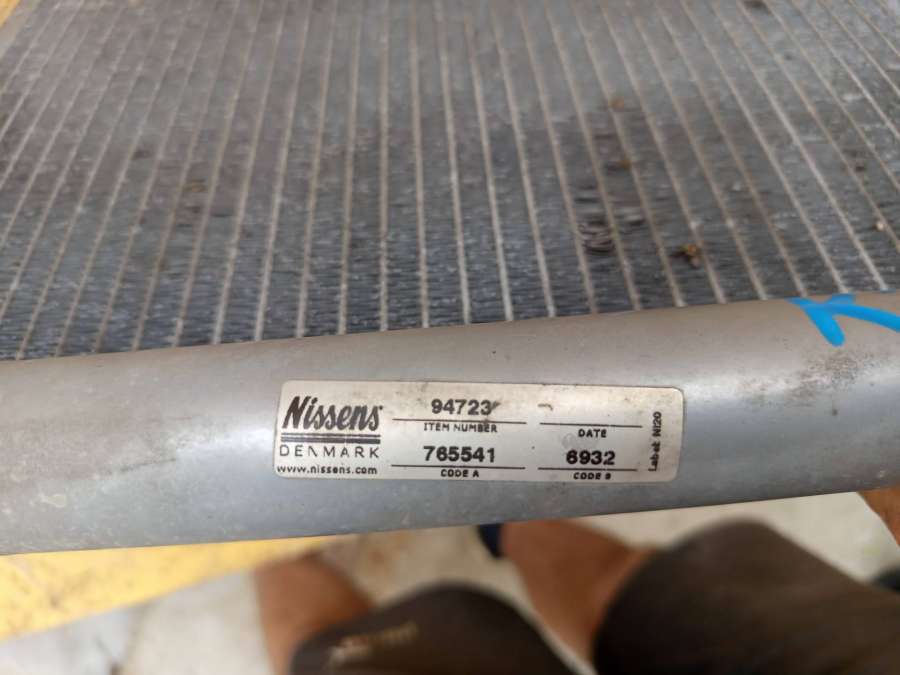 Nissens
DENMARK
www.nissens.com
94723
ITEM NUMBER
DATE
765541
6932
CODE A
CODE B
Label: NI20